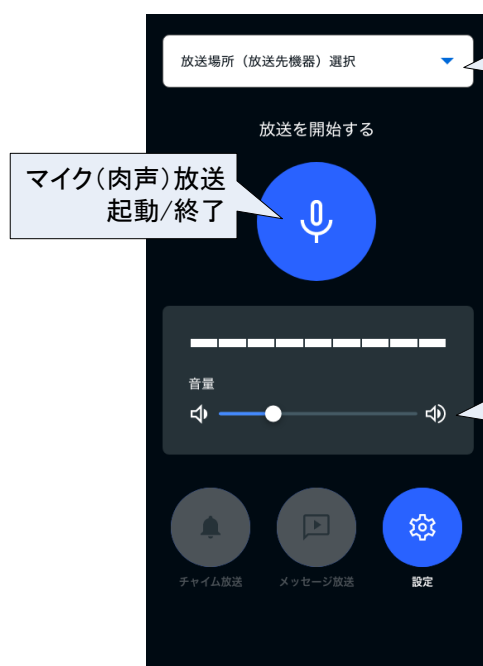 放送場所（放送先機器）選択
放送を開始する
マイク（肉声）放送
起動/終了
音量
チャイム放送
メッセージ放送
設定